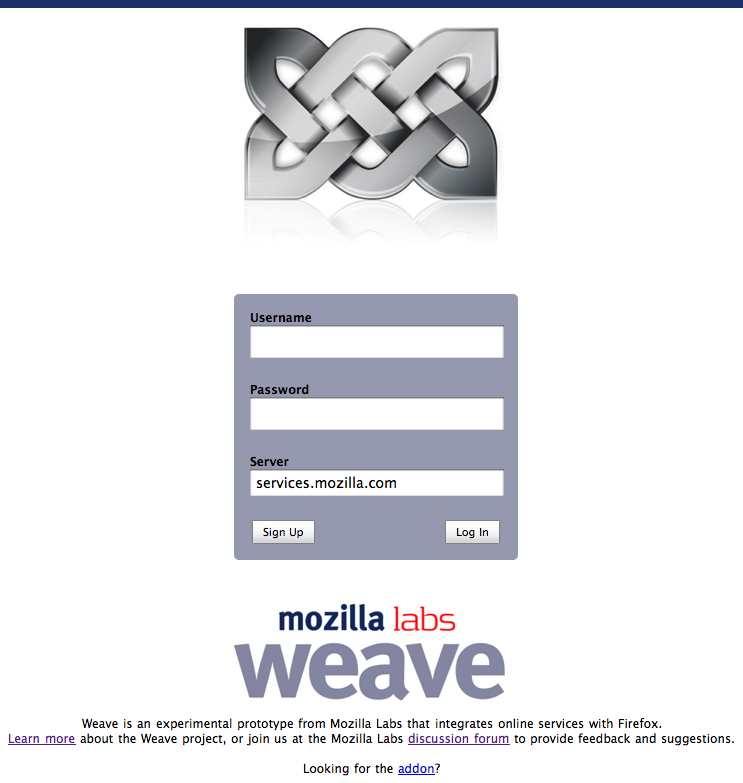 Username
Password
Server
services.mozilla.com
Sign Up Log In
mozilla labs
weave
Weave is an experimental prototype from Mozilla Labs that integrates online services with Firefox.
Learn more about the Weave project, or join us at the Mozilla Labs discussion forum to provide feedback and suggestions.
Looking for the addon?